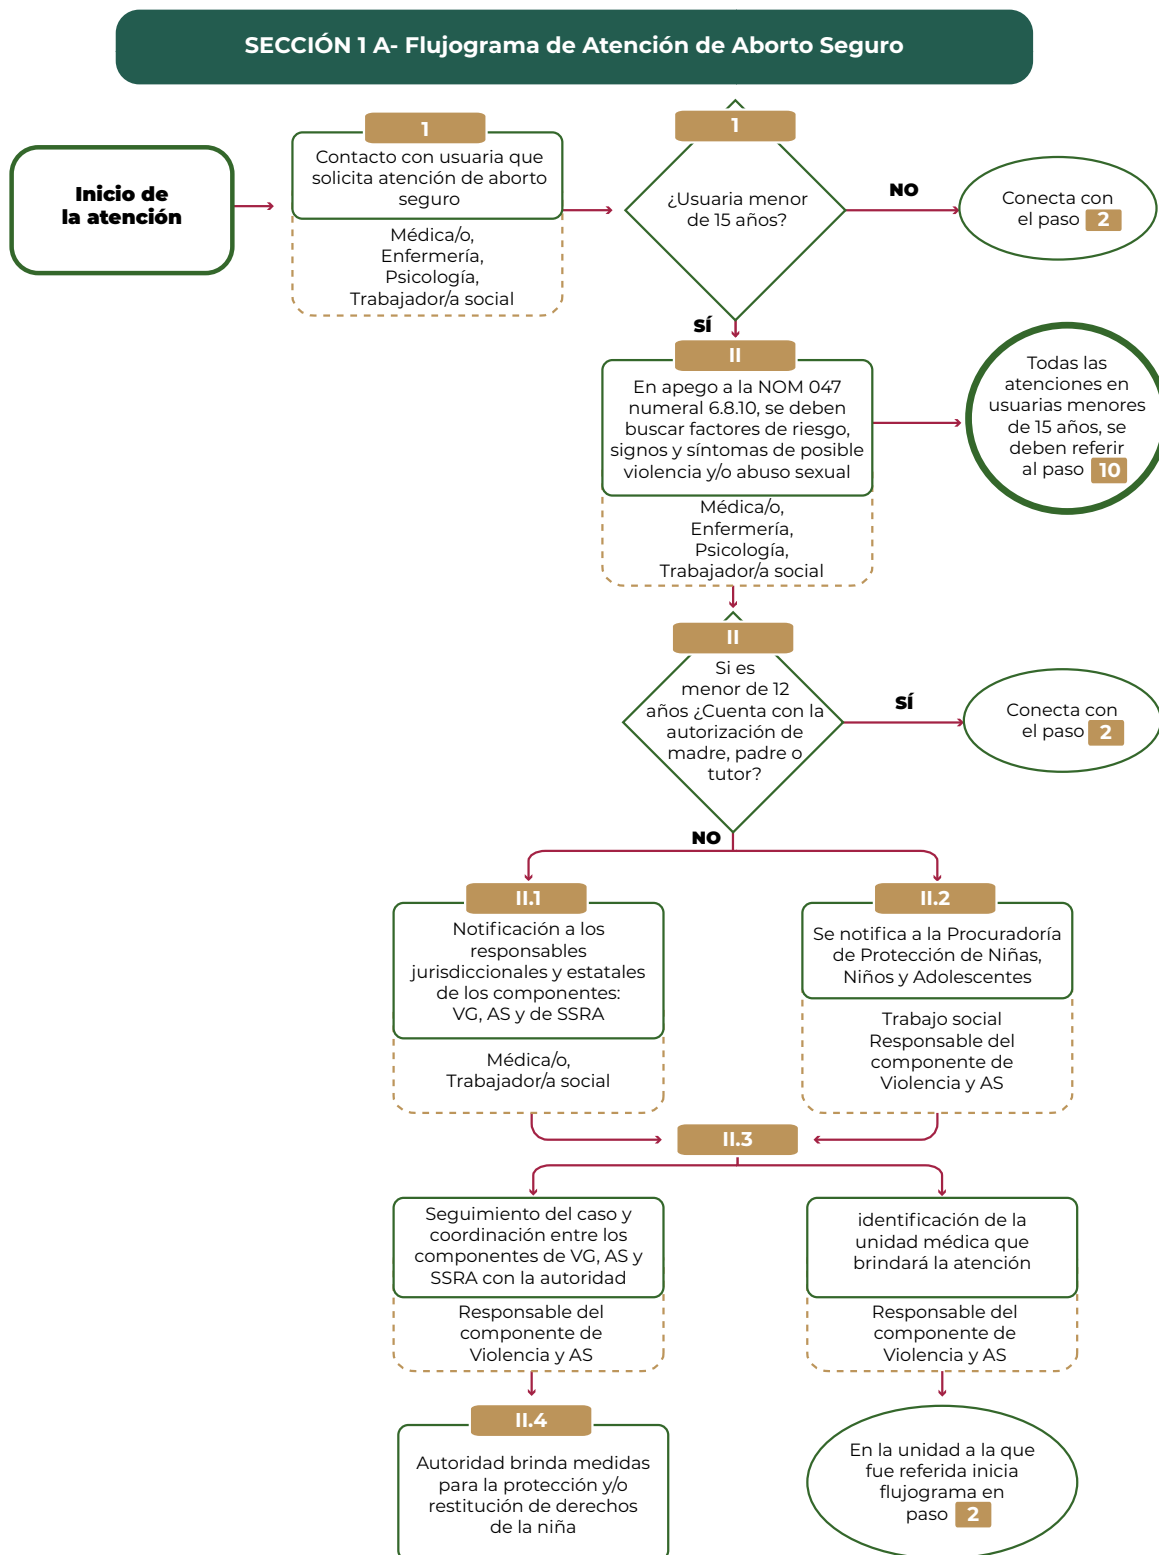 SECCIÓN 1 A- Flujograma de Atención de Aborto Seguro
Inicio de
la atención
1
Contacto con usuaria que
solicita atención de aborto
seguro
Médica/o,
Enfermería,
Psicología,
Trabajador/a social
1
¿Usuaria menor
de 15 años?
NO
Conecta con
el paso 2
SÍ
II
En apego a la NOM 047
numeral 6.8.10, se deben
buscar factores de riesgo,
signos y síntomas de posible
violencia y/o abuso sexual
Médica/o,
Enfermería,
Psicología,
Trabajador/a social
Todas las
atenciones en
usuarias menores
de 15 años, se
deben referir
al paso 10
II
Si es
menor de 12
años ¿Cuenta con la
autorización de
madre, padre o
tutor?
SÍ
Conecta con
el paso 2
NO
II.1
Notificación a los
responsables
jurisdiccionales y estatales
de los componentes:
VG, AS y de SSRA
Médica/o,
Trabajador/a social
II.2
Se notifica a la Procuradoría
de Protección de Niñas,
Niños y Adolescentes
Trabajo social
Responsable del
componente de
Violencia y AS
II.3
Seguimiento del caso y
coordinación entre los
componentes de VG, AS y
SSRA con la autoridad
Responsable del
componente de
Violencia y AS
identificación de la
unidad médica que
brindará la atención
Responsable del
componente de
Violencia y AS
II.4
Autoridad brinda medidas
para la protección y/o
restitución de derechos
de la niña
En la unidad a la que
fue referida inicia
flujograma en
paso 2